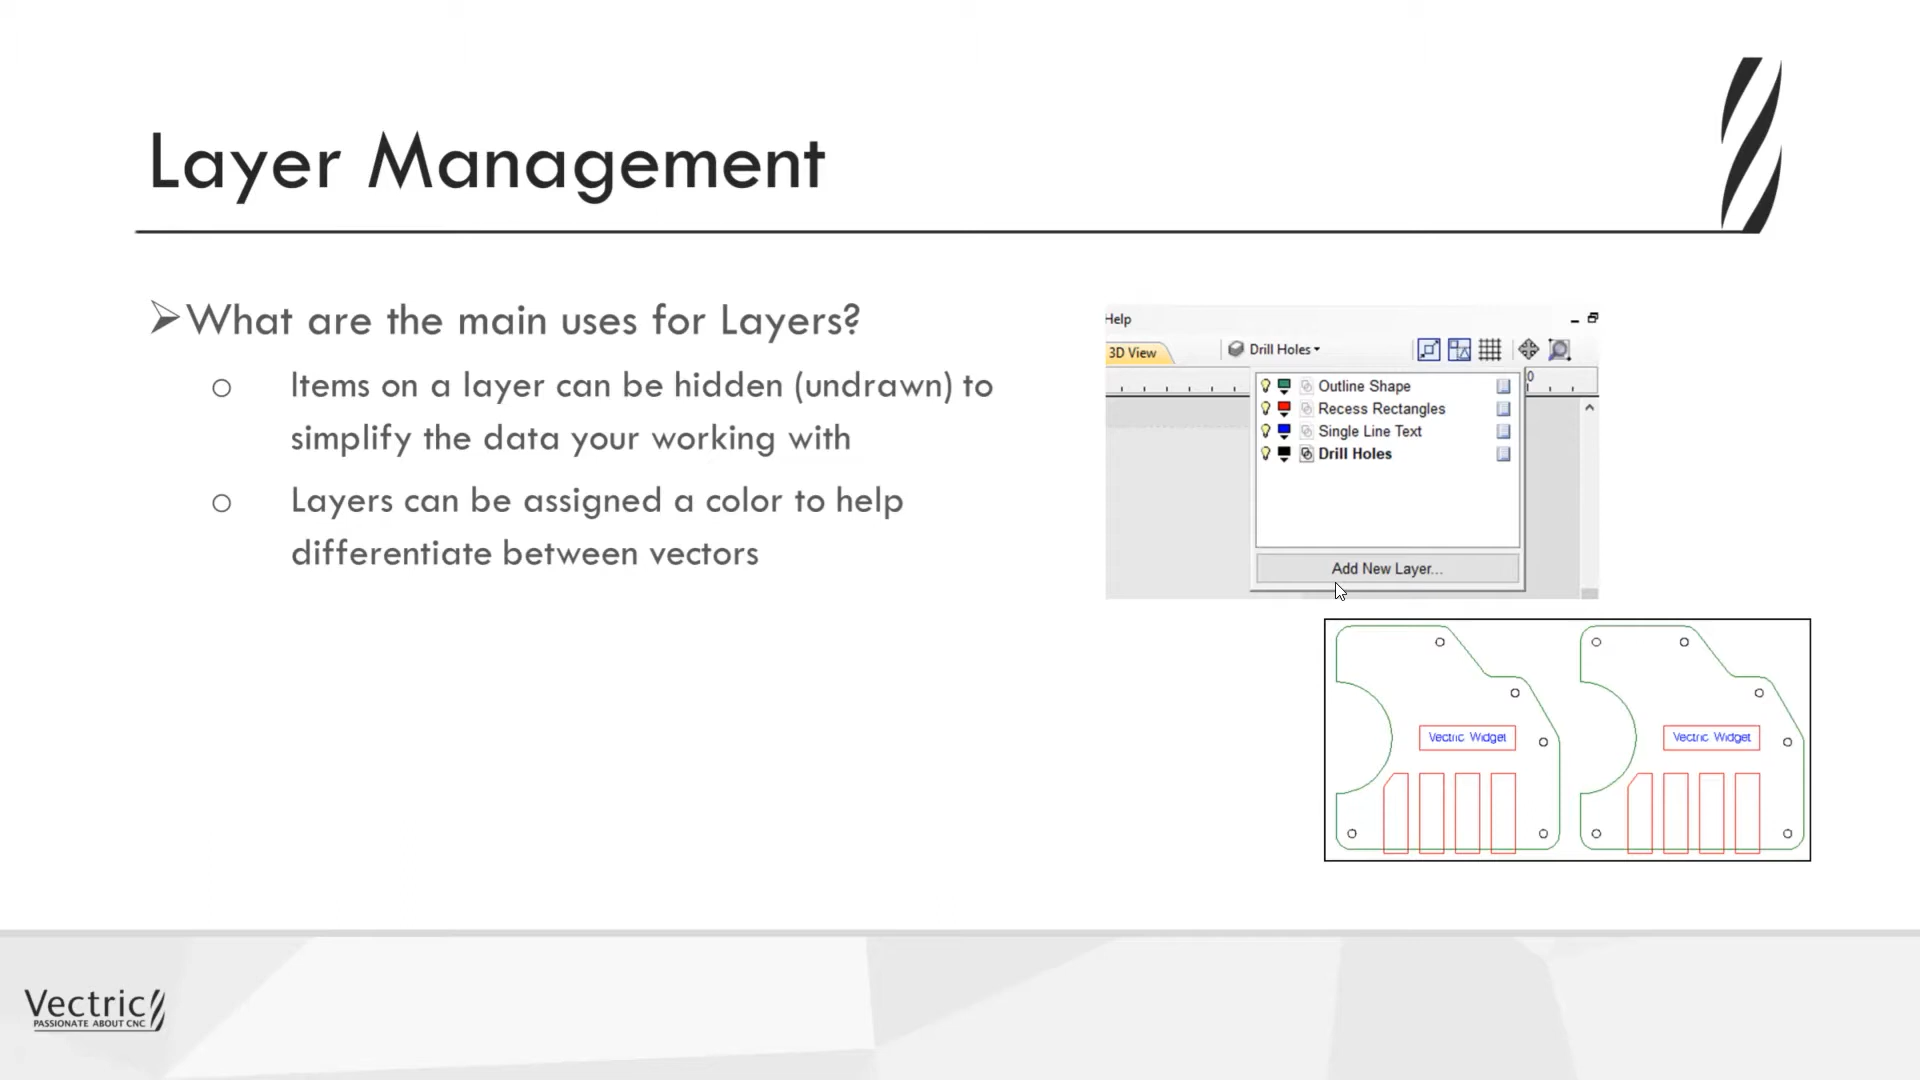 Layer Management
What are the main uses for Layers?
Items on a layer can be hidden (undrawn) to
simplify the data your working with
Layers can be assigned a color to help
differentiate between vectors
Help
3D View
Drill Holes
0
Outline Shape
Recess Rectangles
Single Line Text
Drill Holes
Add New Layer...
Vectric Widget
Vectric Widget
Vectric
PASSIONATE ABOUT CNC